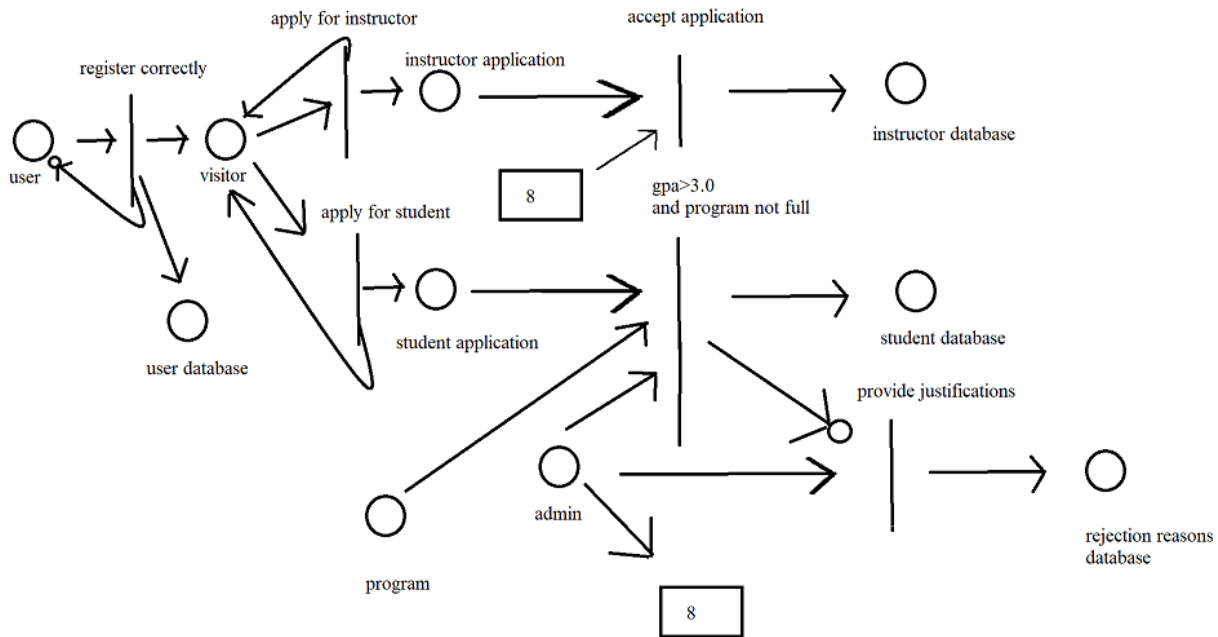 apply for instructor
accept application
register correctly
instructor application
instructor database
user
visitor
8
gpa>3.0
and program not full
apply for student
student application
student database
user database
provide justifications
admin
program
rejection reasons
database
8